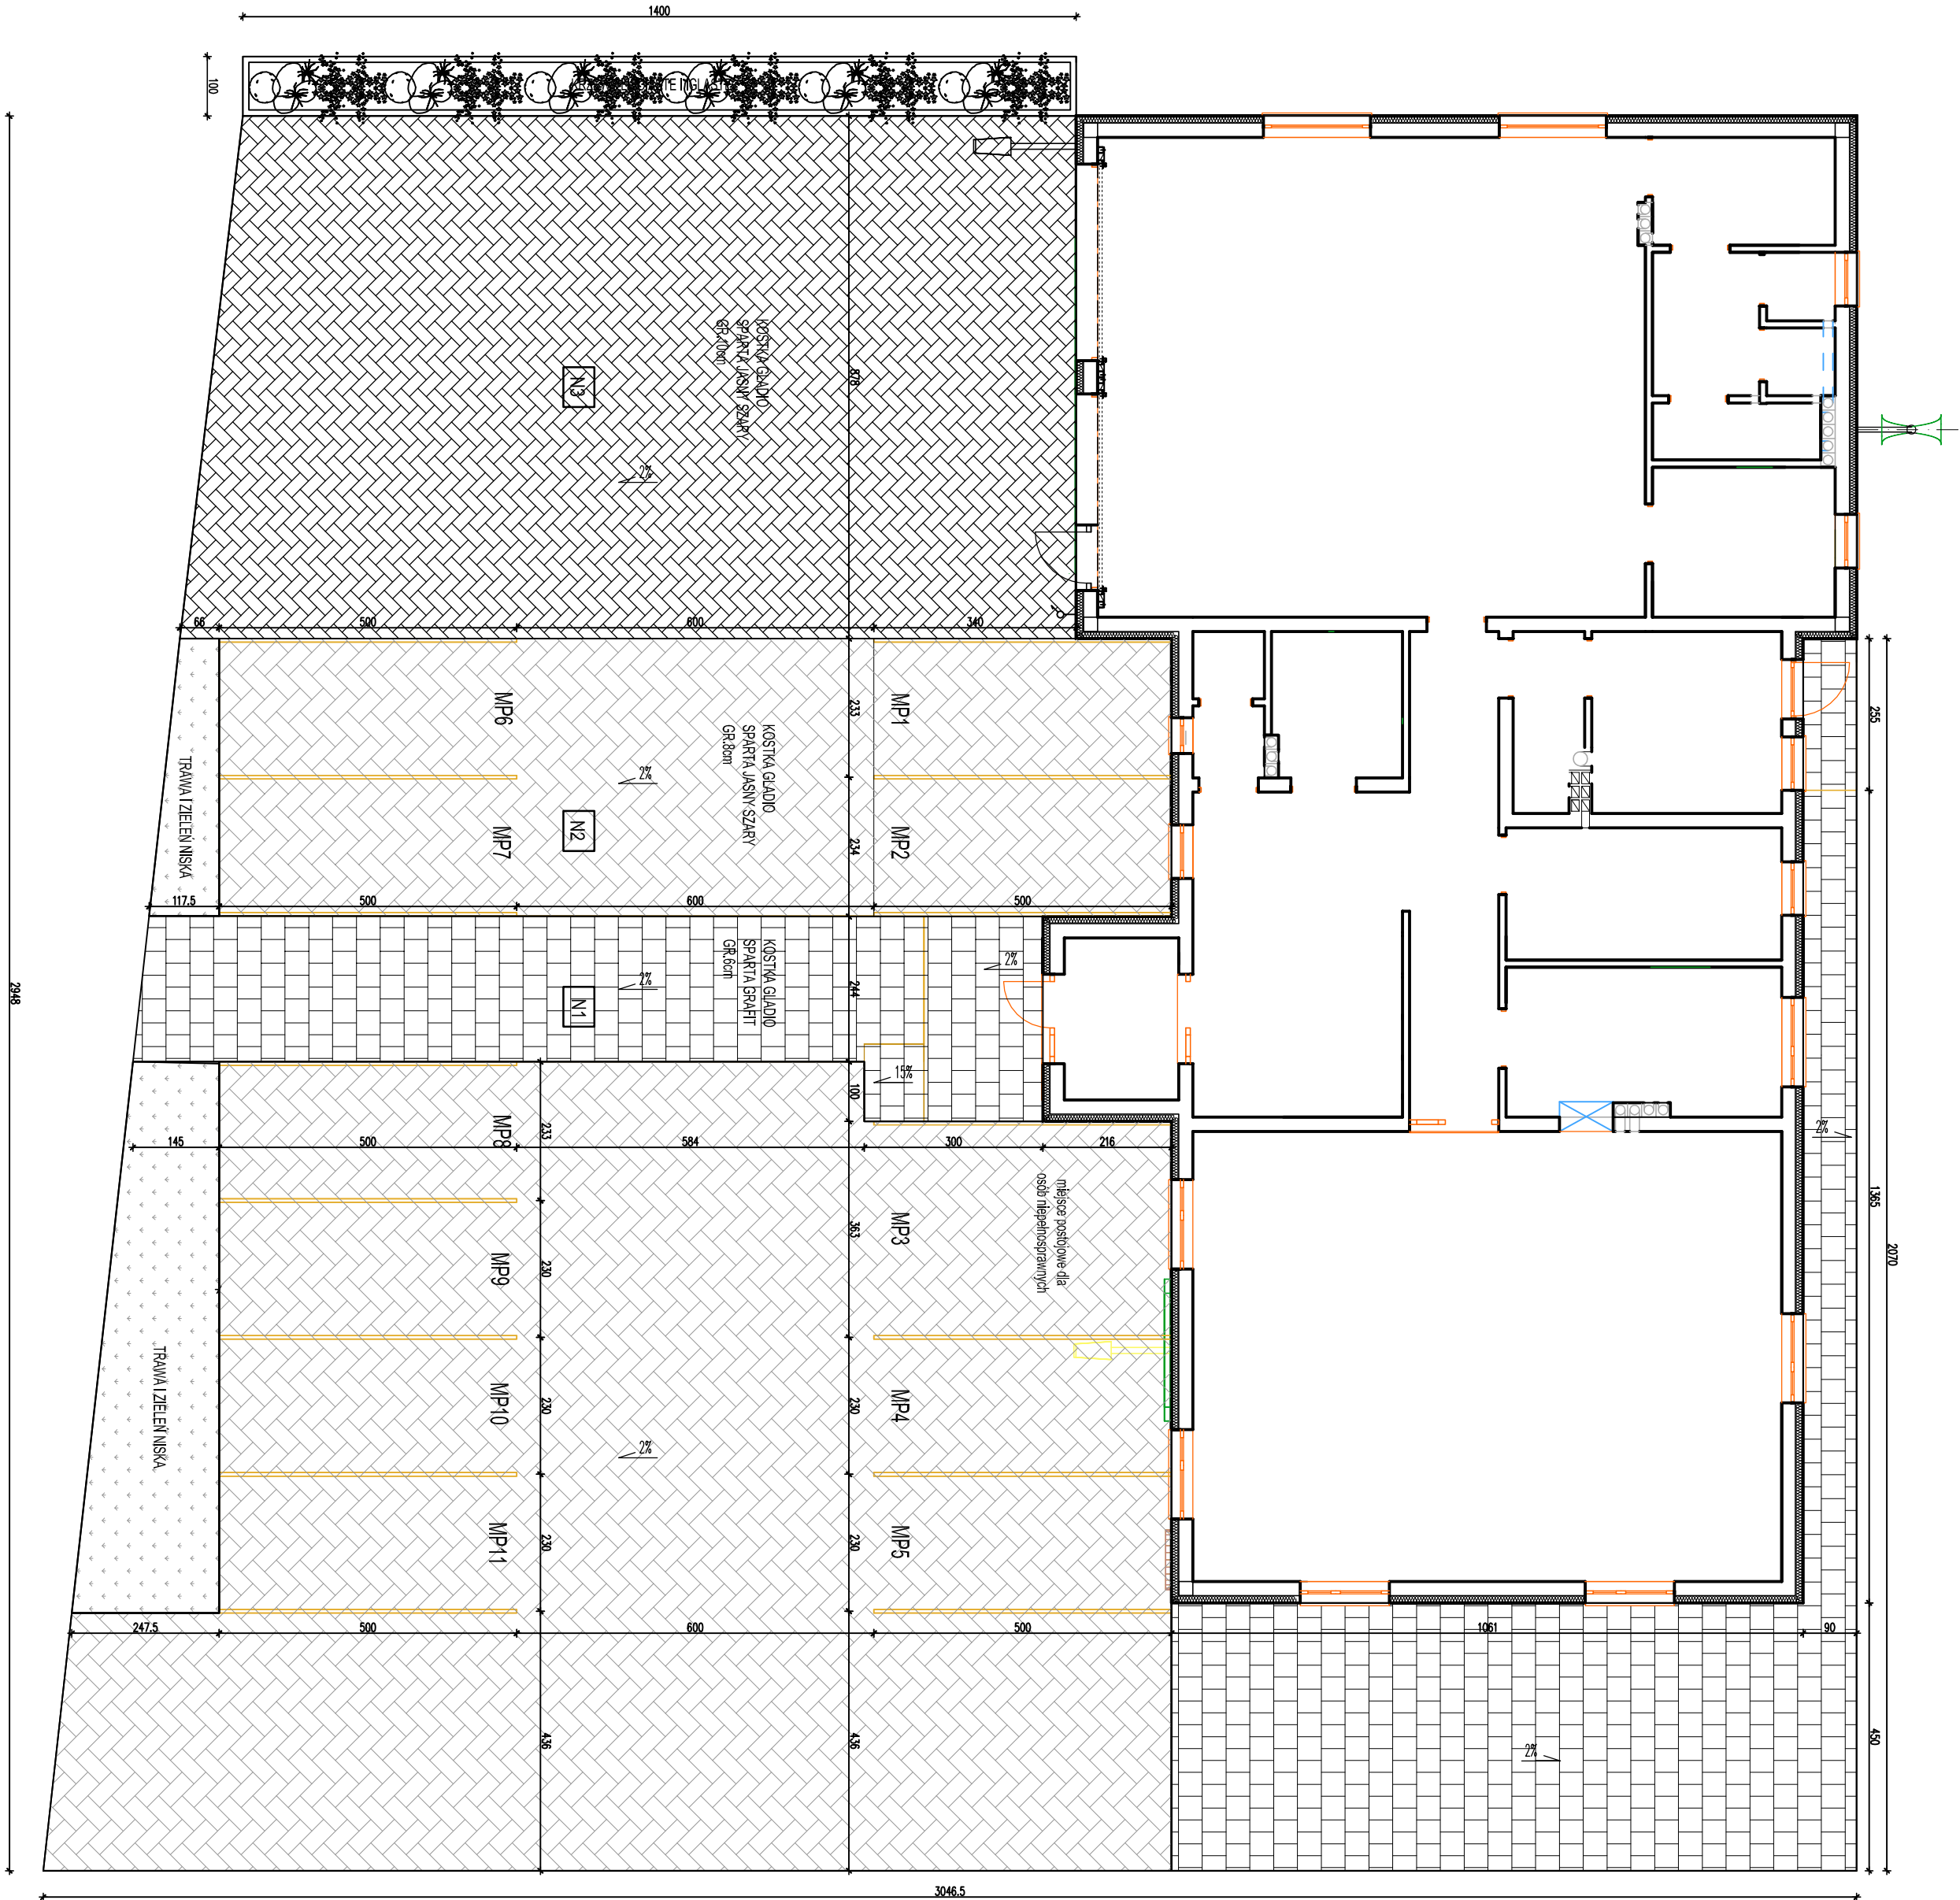 1400
100
KOSTKA GLADIO
SPARTA JASNY SZARY
GR.10cm
N3
878
2%
66
500
600
340
MP6
MP1
233
255
KOSTKA GLADIO
SPARTA JASNY SZARY
GR.8cm
2%
TRAWA I ZIELEŃ NISKA
N2
MP7
MP2
234
117.5
500
600
500
KOSTKA GLADIO
SPARTA GRAFIT
GR.6cm
2%
2%
N1
244
2948
15%
100
MP8
233
2%
145
500
584
300
216
miejsce postojowe dla
osób niepełnosprawnych
1365
2070
MP9
230
363
MP3
TRAWA I ZIELEŃ NISKA
MP10
230
230
MP4
2%
MP11
230
230
MP5
247.5
500
600
500
1061
90
436
436
2%
450
3046.5